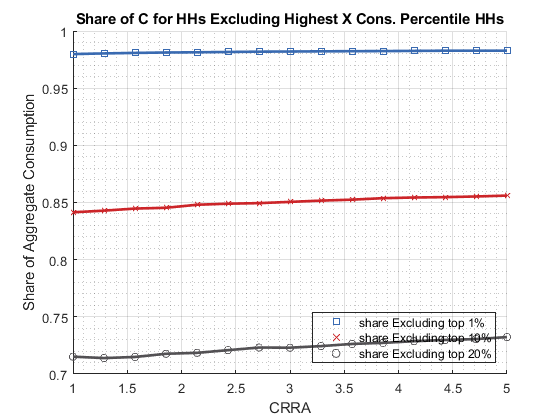 Share of C for HHs Excluding Highest X Cons. Percentile HHs
1
0.95
0.9
0.85
0.8
0.75
0.7
Share of Aggregate Consumption
share Excluding top 1%
share Excluding top 10%
share Excluding top 20%
1 1.5 2 2.5 3 3.5 4 4.5 5
CRRA